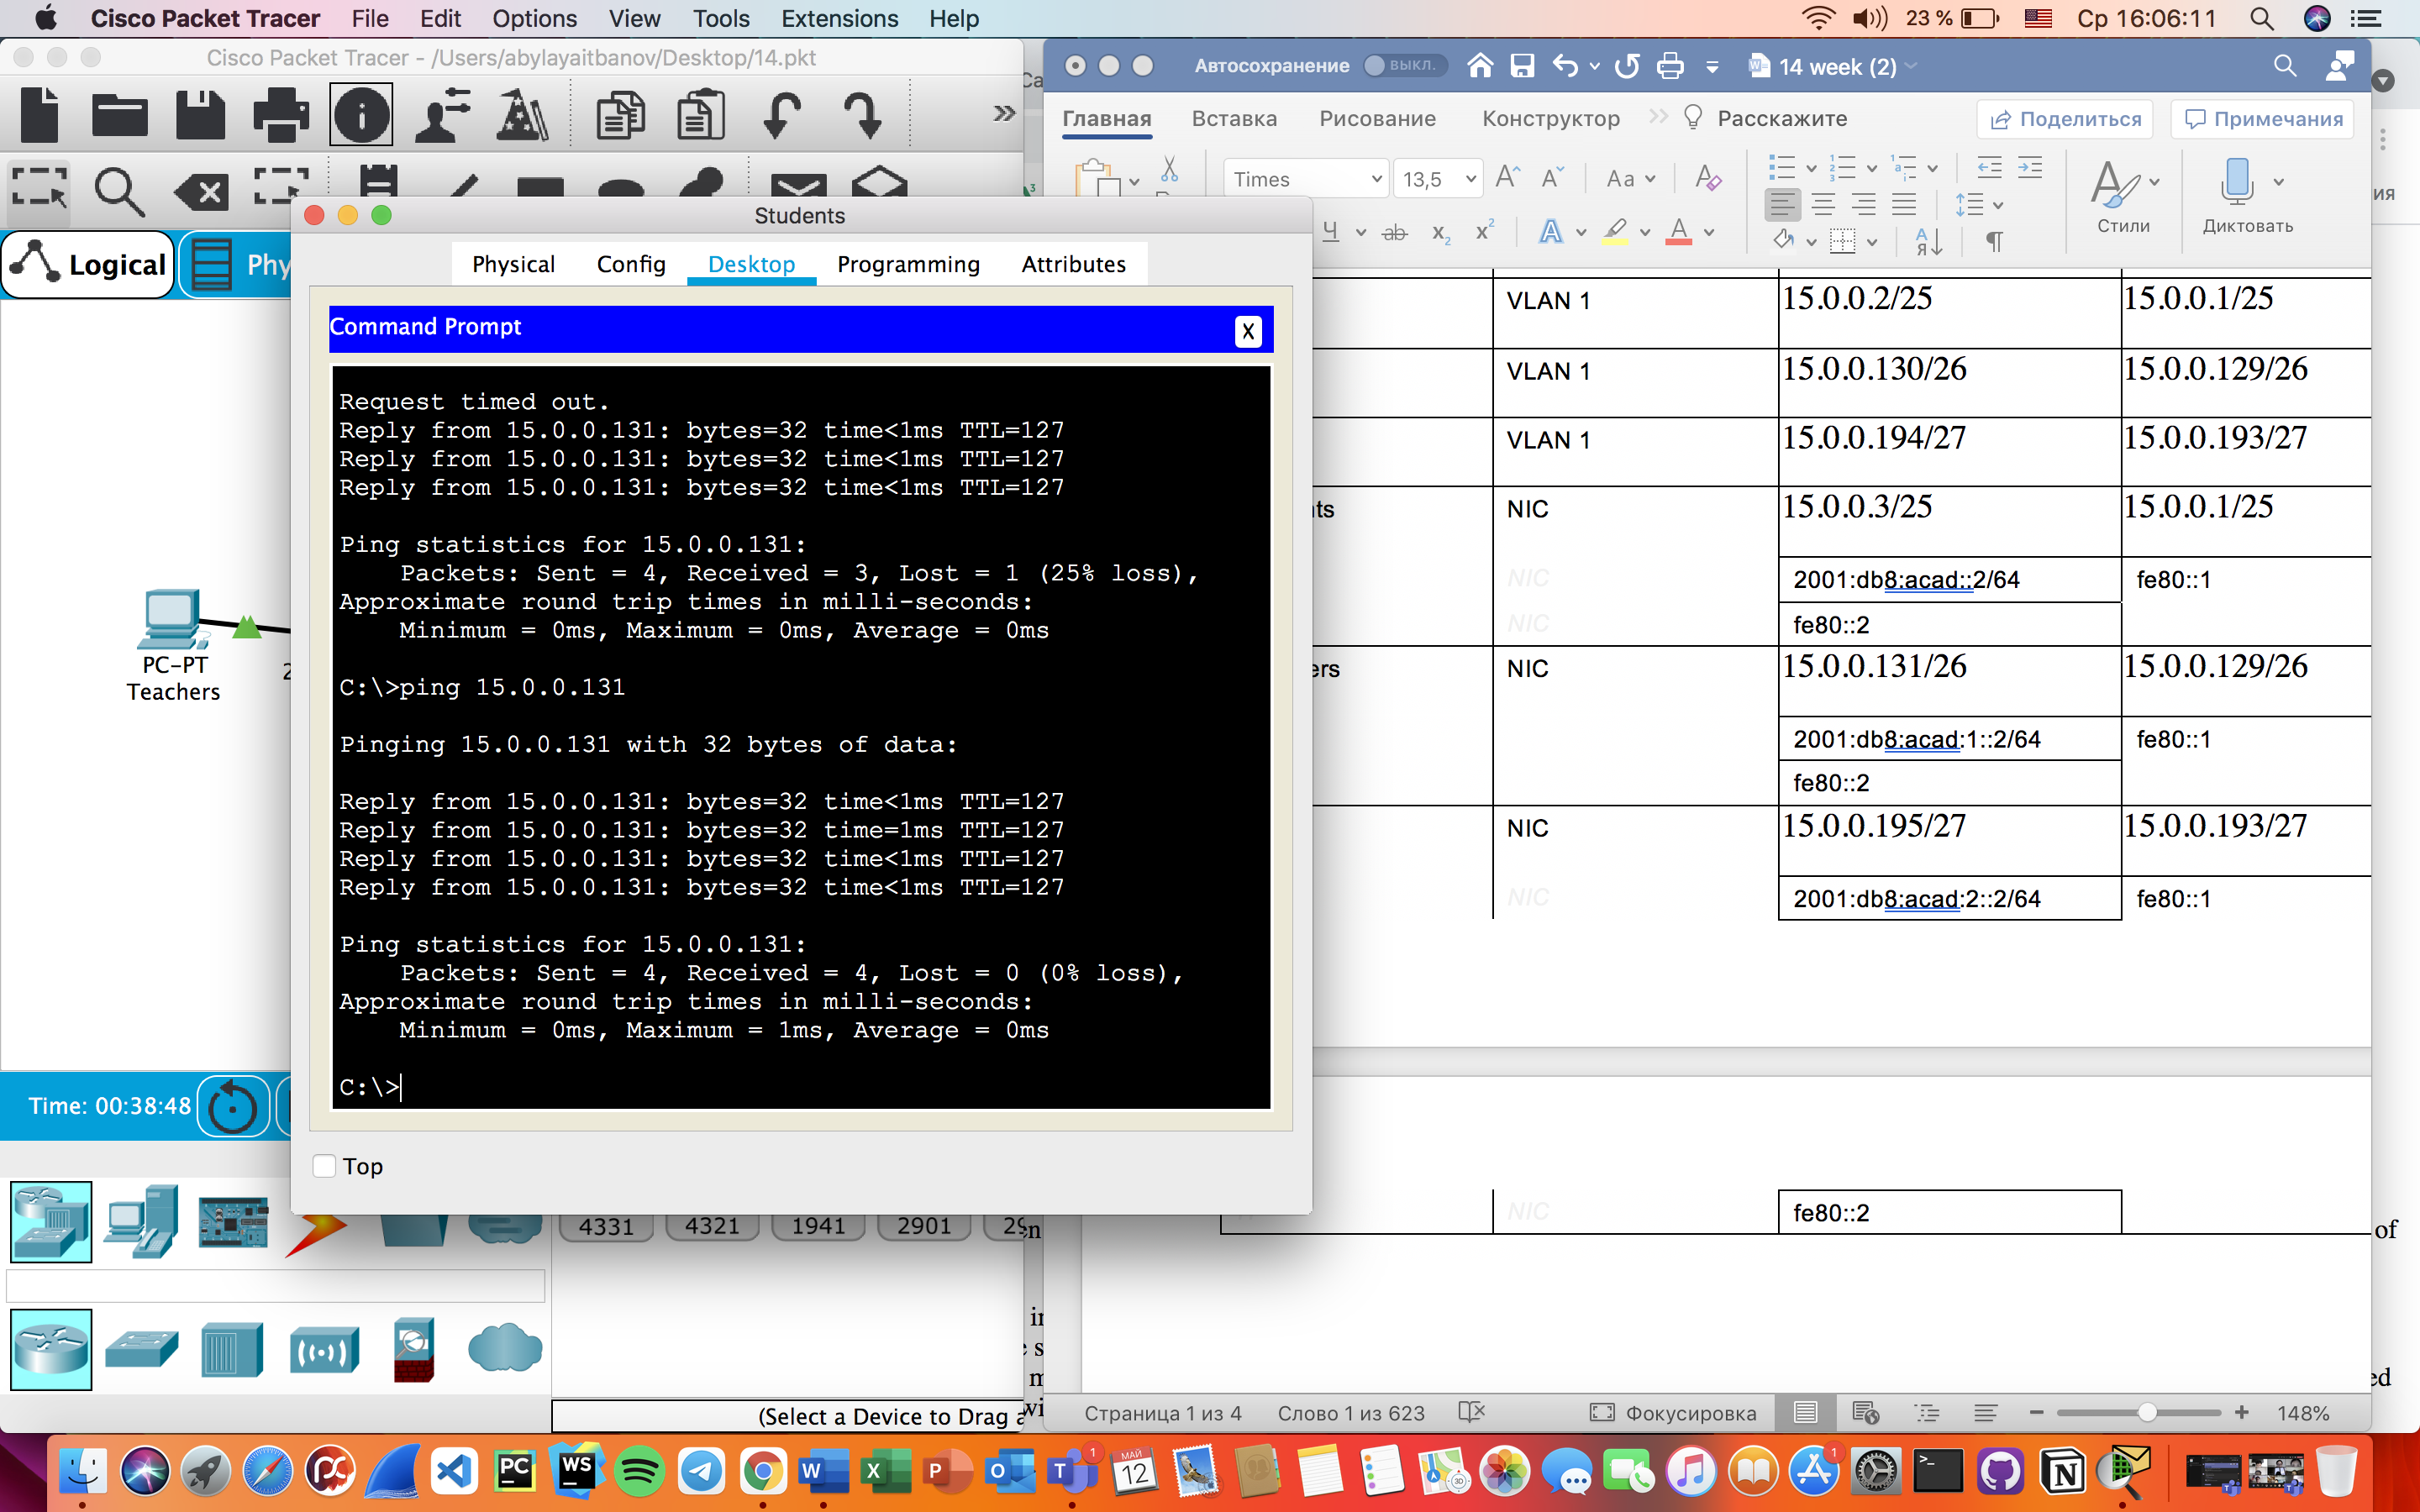 Cisco Packet Tracer File Edit Options View Tools Extensions Help
23 % Ср 16:06:11
Cisco Packet Tracer - /Users/abylayaitbanov/Desktop/14.pkt
Автосохранение ВЫКЛ. 14 week (2)
Главная Вставка Рисование Конструктор Расскажите Поделиться Примечания
Times 13,5
Стили Диктовать
Logical Phy
Students
Physical Config Desktop Programming Attributes
Command Prompt X
Request timed out.
Reply from 15.0.0.131: bytes=32 time<1ms TTL=127
Reply from 15.0.0.131: bytes=32 time<1ms TTL=127
Reply from 15.0.0.131: bytes=32 time<1ms TTL=127
Ping statistics for 15.0.0.131:
Packets: Sent = 4, Received = 3, Lost = 1 (25% loss),
Approximate round trip times in milli-seconds:
Minimum = 0ms, Maximum = 0ms, Average = 0ms
C:\>ping 15.0.0.131
Pinging 15.0.0.131 with 32 bytes of data:
Reply from 15.0.0.131: bytes=32 time<1ms TTL=127
Reply from 15.0.0.131: bytes=32 time=1ms TTL=127
Reply from 15.0.0.131: bytes=32 time<1ms TTL=127
Reply from 15.0.0.131: bytes=32 time<1ms TTL=127
Ping statistics for 15.0.0.131:
Packets: Sent = 4, Received = 4, Lost = 0 (0% loss),
Approximate round trip times in milli-seconds:
Minimum = 0ms, Maximum = 1ms, Average = 0ms
C:\>
Top
PC-PT
Teachers
Time: 00:38:48
4331 4321 1941 2901 29
(Select a Device to Drag a
VLAN 1 15.0.0.2/25 15.0.0.1/25
VLAN 1 15.0.0.130/26 15.0.0.129/26
VLAN 1 15.0.0.194/27 15.0.0.193/27
nts NIC 15.0.0.3/25 15.0.0.1/25
NIC 2001:db8:acad::2/64 fe80::1
NIC fe80::2
ers NIC 15.0.0.131/26 15.0.0.129/26
2001:db8:acad:1::2/64 fe80::1
fe80::2
NIC 15.0.0.195/27 15.0.0.193/27
NIC 2001:db8:acad:2::2/64 fe80::1
NIC fe80::2
of
ed
Страница 1 из 4 Слово 1 из 623 Фокусировка 148%
МАЙ
12